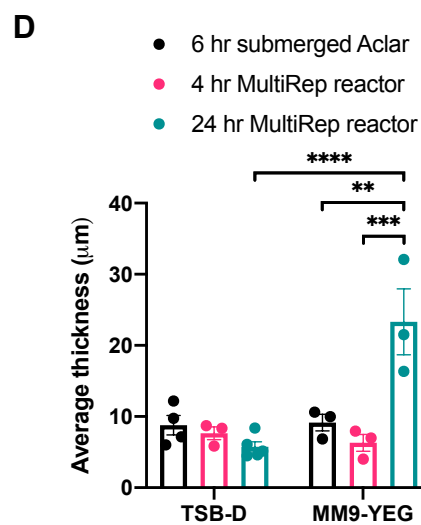 D
6 hr submerged Aclar
4 hr MultiRep reactor
24 hr MultiRep reactor
****
**
***
Average thickness (μm)
40
30
20
10
0
TSB-D MM9-YEG